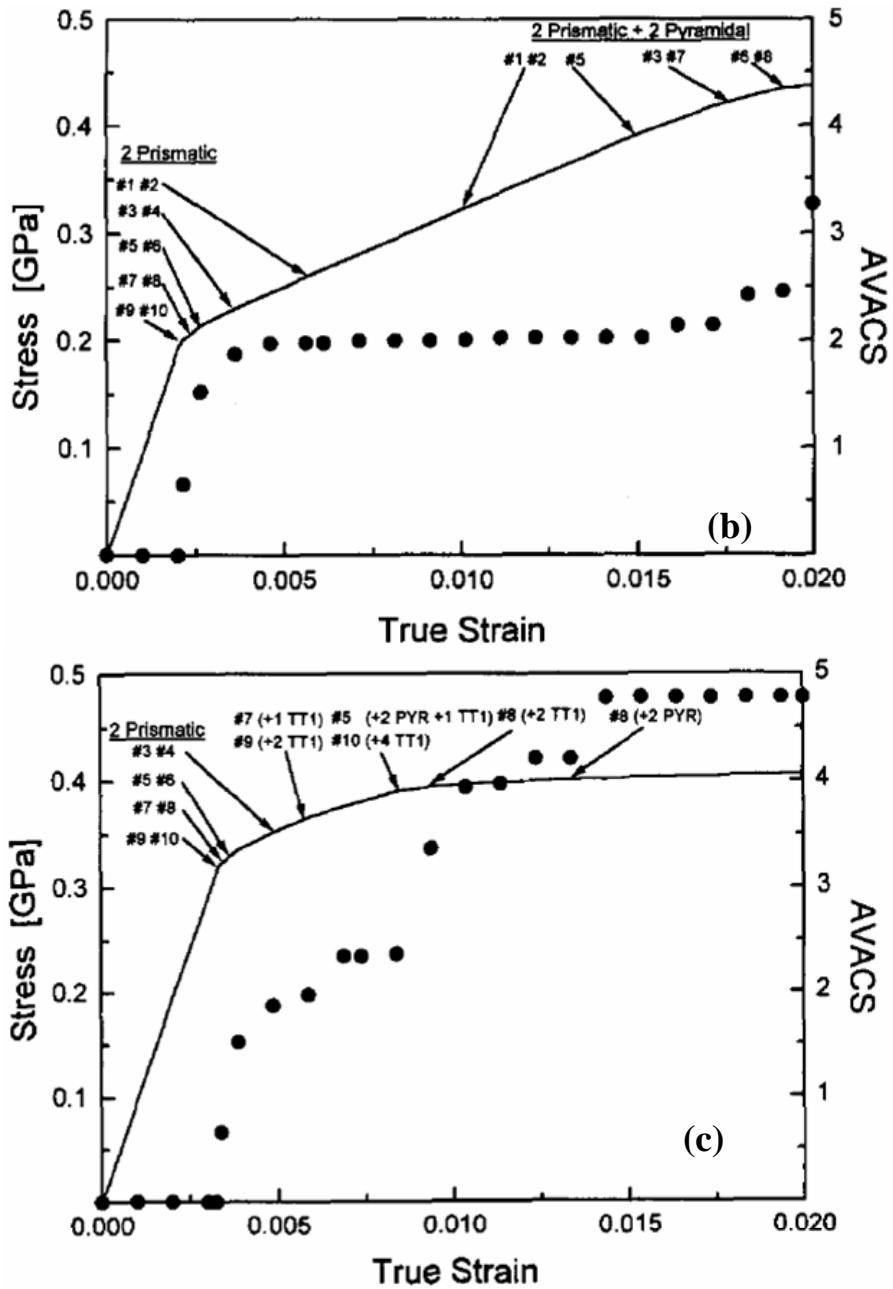 2 Prismatic + 2 Pyramidal
#1 #2 #5 #3 #7 #6 #8
2 Prismatic
#1 #2
#3 #4
#5 #6
#7 #8
#9 #10
0.5
0.4
0.3
0.2
0.1
Stress [GPa]
5
4
3
2
1
AVACS
(b)
0.000 0.005 0.010 0.015 0.020
True Strain
2 Prismatic
#3 #4
#5 #6
#7 #8
#9 #10
#7 (+1 TT1) #5 (+2 PYR +1 TT1) #8 (+2 TT1) #8 (+2 PYR)
#9 (+2 TT1) #10 (+4 TT1)
0.5
0.4
0.3
0.2
0.1
Stress [GPa]
5
4
3
2
1
AVACS
(c)
0.000 0.005 0.010 0.015 0.020
True Strain